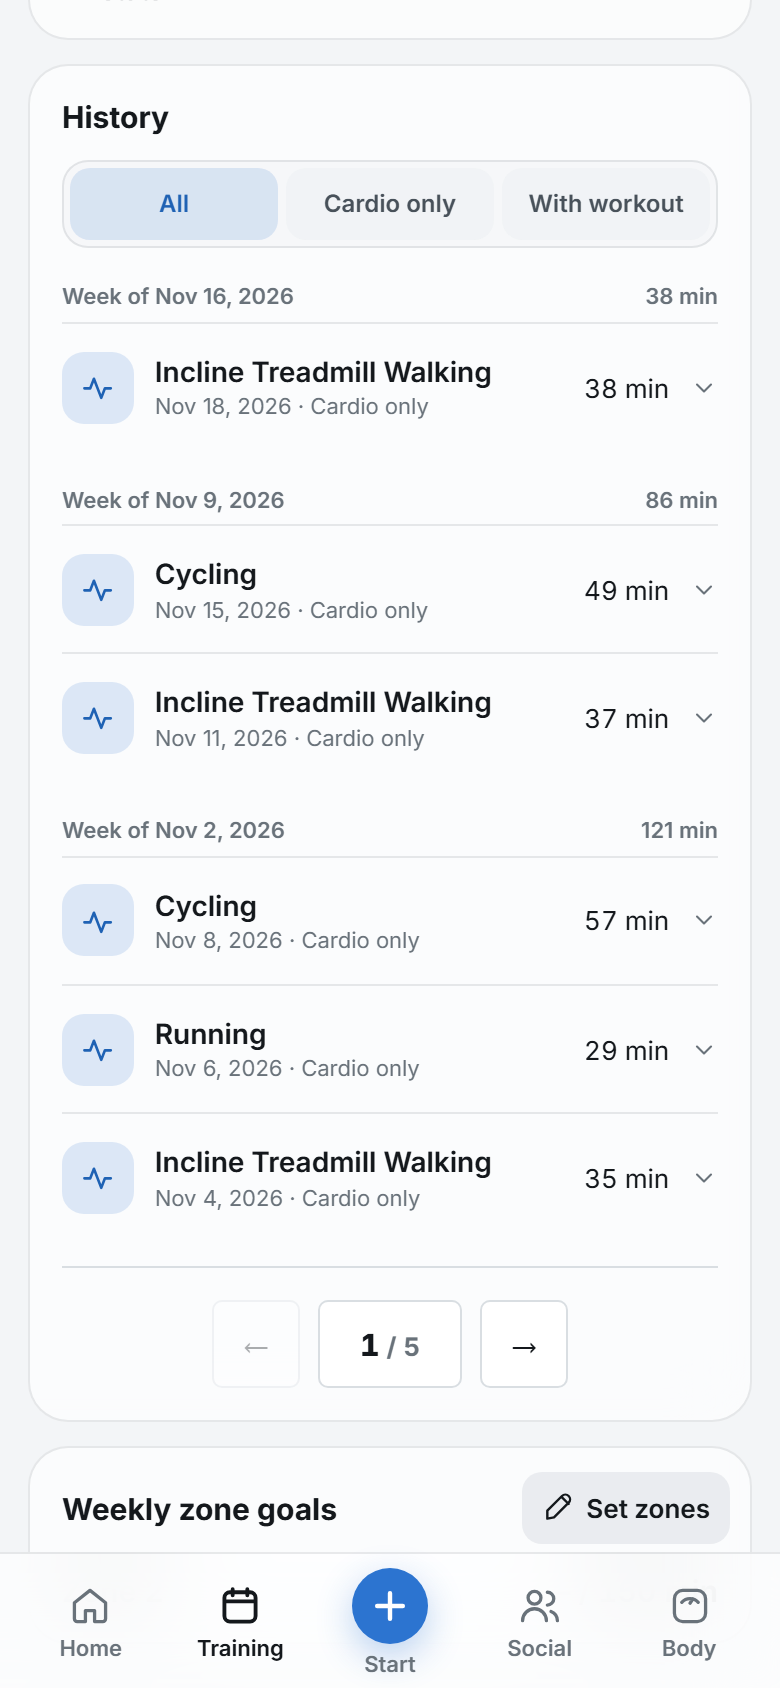 History
All
Cardio only
With workout
Week of Nov 16, 2026
38 min
Incline Treadmill Walking
38 min
Nov 18, 2026 · Cardio only
Week of Nov 9, 2026
86 min
Cycling
49 min
Nov 15, 2026 · Cardio only
Incline Treadmill Walking
37 min
Nov 11, 2026 · Cardio only
Week of Nov 2, 2026
121 min
Cycling
57 min
Nov 8, 2026 · Cardio only
Running
29 min
Nov 6, 2026 · Cardio only
Incline Treadmill Walking
35 min
Nov 4, 2026 · Cardio only
← 
1 / 5
→
Weekly zone goals
Set zones
Home
Training
Start
Social
Body